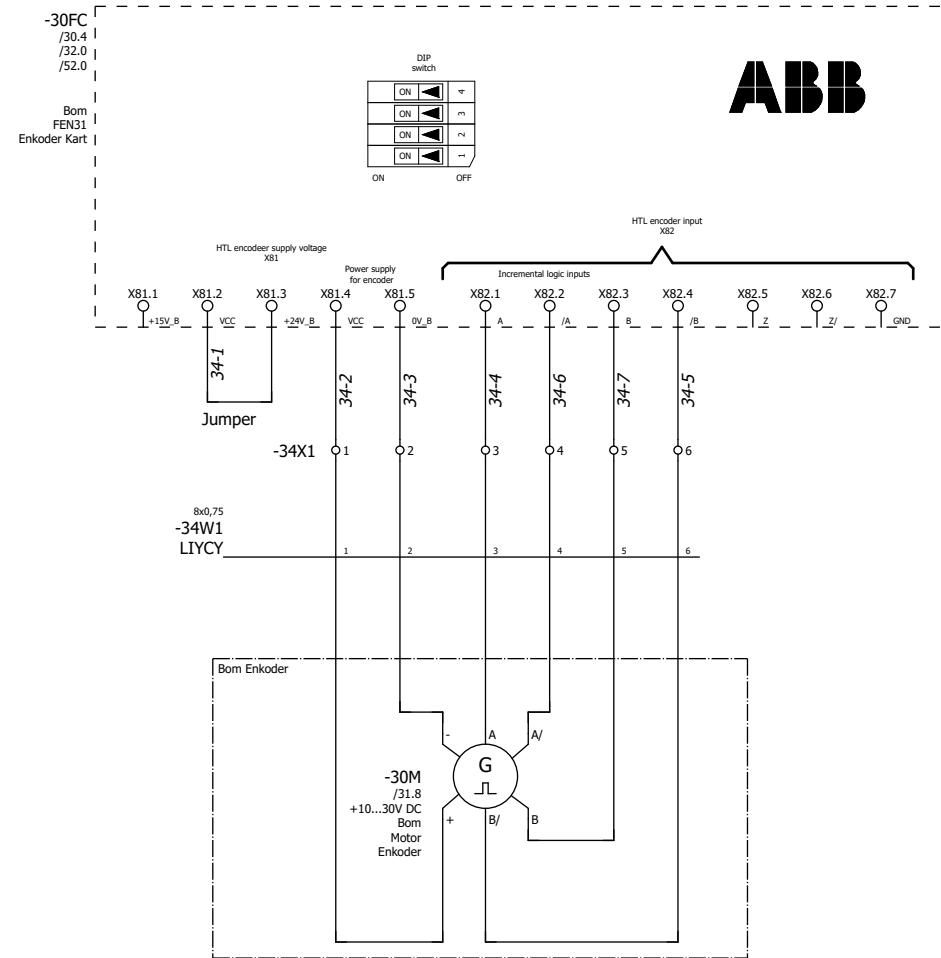 -30FC
/30.4
/32.0
/52.0
Bom
FEN31
Enkoder Kart
DIP
switch
ON 4
ON 3
ON 2
ON 1
ON OFF
ABB
HTL encoder input
X82
HTL encodeer supply voltage
X81
Power supply
for encoder
Incremental logic inputs
X81.1 X81.2 X81.3 X81.4 X81.5 X82.1 X82.2 X82.3 X82.4 X82.5 X82.6 X82.7
+15V_B VCC +24V_B VCC 0V_B A /A B /B Z Z/ GND
34-1 34-2 34-3 34-4 34-6 34-7 34-5
Jumper
-34X1 1 2 3 4 5 6
8x0,75
-34W1
LIYCY 1 2 3 4 5 6
Bom Enkoder
- A A/
G
-30M
/31.8
+10...30V DC
Bom
Motor
Enkoder
+ B/ B